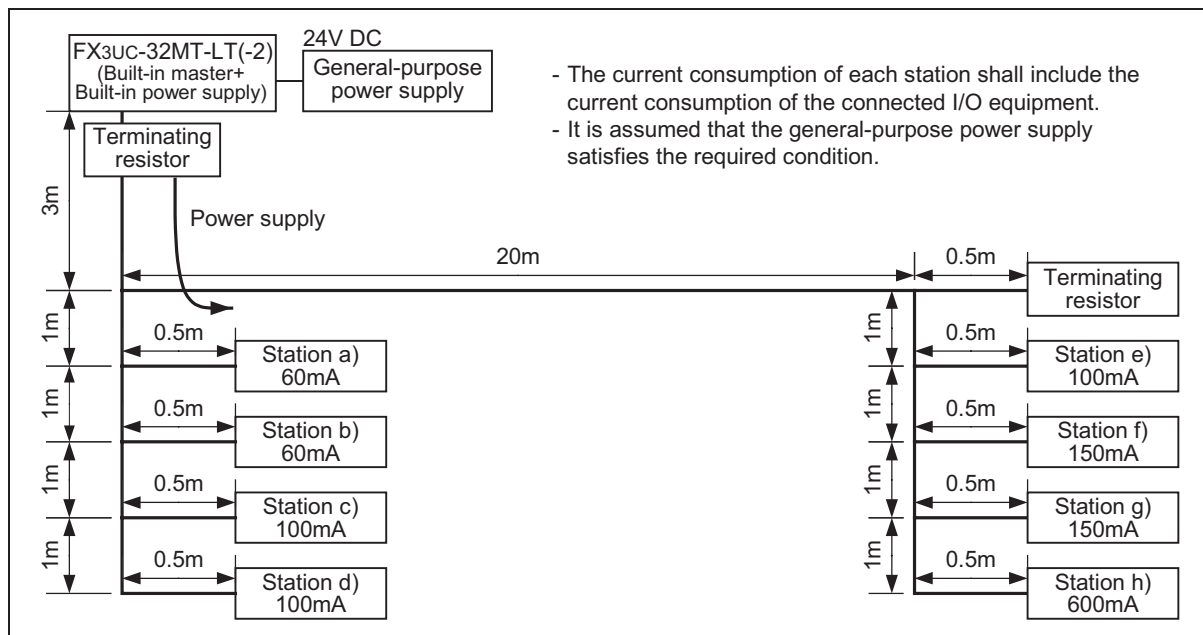 FX3UC-32MT-LT(-2)
(Built-in master+
Built-in power supply)
24V DC
General-purpose
power supply
- The current consumption of each station shall include the
current consumption of the connected I/O equipment.
- It is assumed that the general-purpose power supply
satisfies the required condition.
Terminating
resistor
3m
Power supply
20m
0.5m
Terminating
resistor
1m
0.5m
Station a)
60mA
1m
0.5m
Station b)
60mA
1m
0.5m
Station c)
100mA
1m
0.5m
Station d)
100mA
1m
0.5m
Station e)
100mA
1m
0.5m
Station f)
150mA
1m
0.5m
Station g)
150mA
1m
0.5m
Station h)
600mA